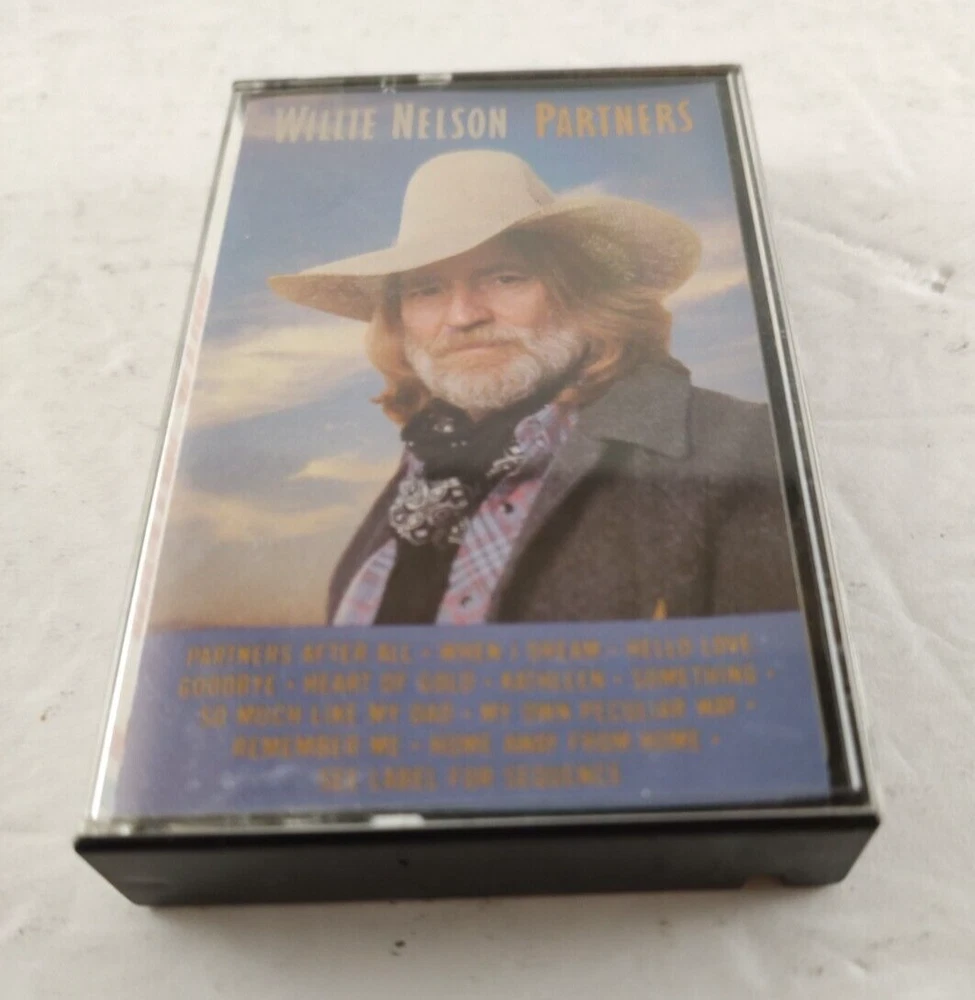 WILLIE NELSON PARTNERS
PARTNERS AFTER ALL • WHEN I DREAM • HELLO LOVE
GOODBYE • HEART OF GOLD • KATHLEEN • SOMETHING •
SO MUCH LIKE MY DAD • MY OWN PECULIAR WAY •
REMEMBER ME • HOME AWAY FROM HOME •
SEE LABEL FOR SEQUENCE